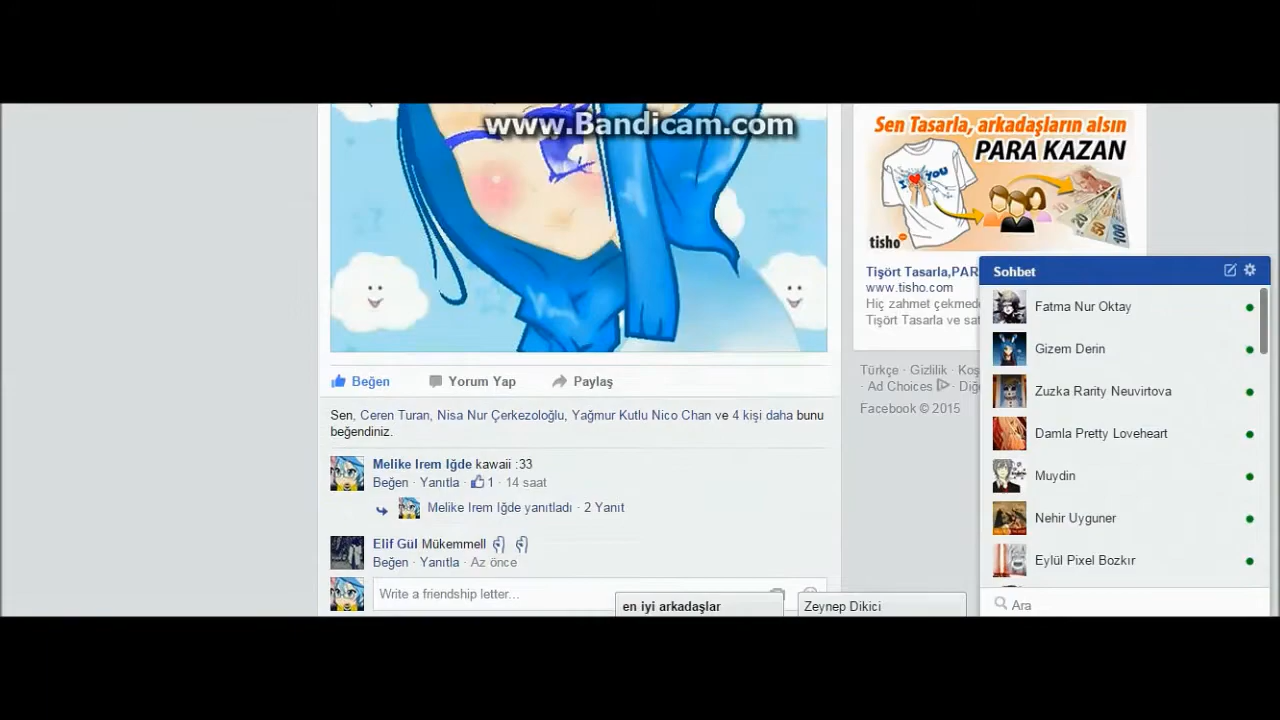 www.Bandicam.com
Beğen
Yorum Yap
Paylaş
Sen, Ceren Turan, Nisa Nur Çerkezoloğlu, Yağmur Kutlu Nico Chan ve 4 kişi daha bunu
beğendiniz.
Melike Irem Iğde kawaii :33
Beğen · Yanıtla · 1 · 14 saat
Melike Irem Iğde yanıtladı · 2 Yanıt
Elif Gül Mükemmell
Beğen · Yanıtla · Az önce
Write a friendship letter...
en iyi arkadaşlar
Zeynep Dikici
Sen Tasarla, arkadaşların alsın
PARA KAZAN
I YOU
tisho
Tişört Tasarla,PAR
www.tisho.com
Hiç zahmet çekmede
Tişört Tasarla ve sat
Türkçe · Gizlilik · Koş
· Ad Choices · Diğe
Facebook © 2015
Sohbet
Fatma Nur Oktay
Gizem Derin
Zuzka Rarity Neuvirtova
Damla Pretty Loveheart
Muydin
Nehir Uyguner
Eylül Pixel Bozkır
Ara